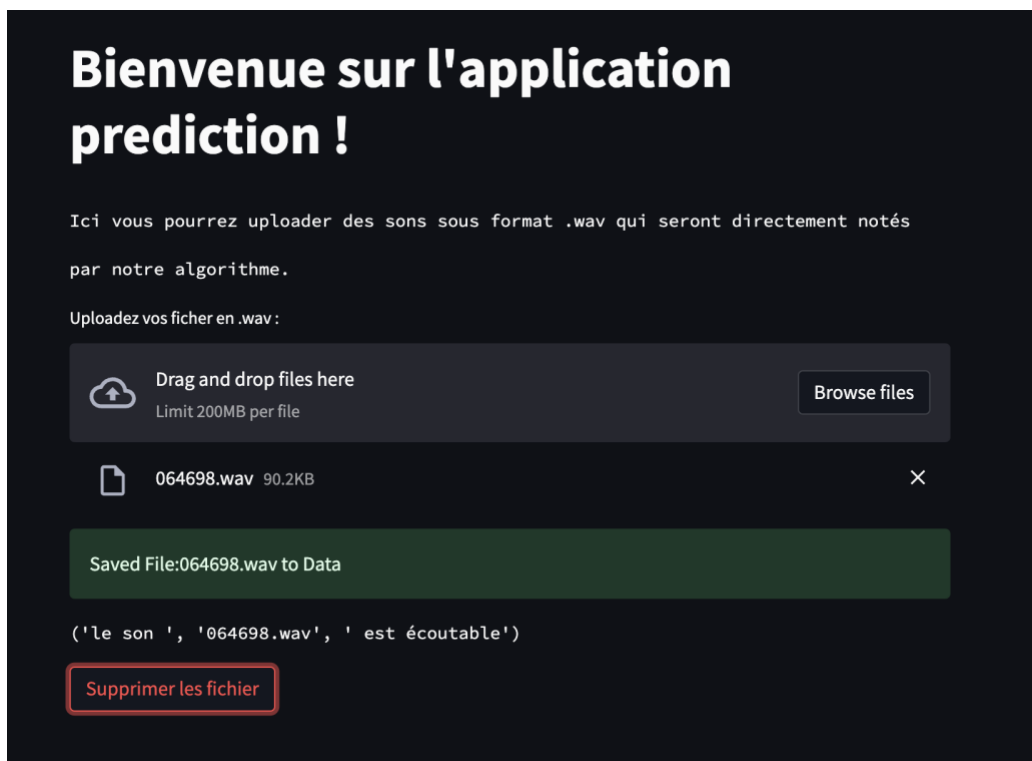 Bienvenue sur l'application
prediction !
Ici vous pourrez uploader des sons sous format .wav qui seront directement notés
par notre algorithme.
Uploadez vos ficher en .wav :
Drag and drop files here
Limit 200MB per file
Browse files
064698.wav 90.2KB
Saved File:064698.wav to Data
('le son ', '064698.wav', ' est écoutable')
Supprimer les fichier